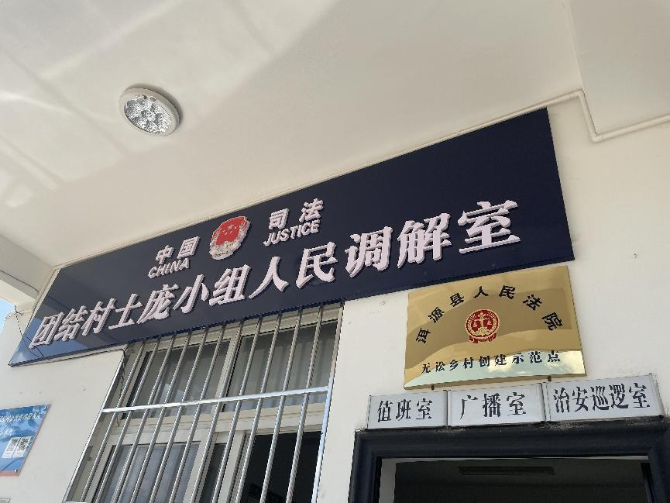 中国 司法
CHINA JUSTICE
团结村士庞小组人民调解室
洱源县人民法院
无讼乡村创建示范点
值班室
广播室
治安巡逻室